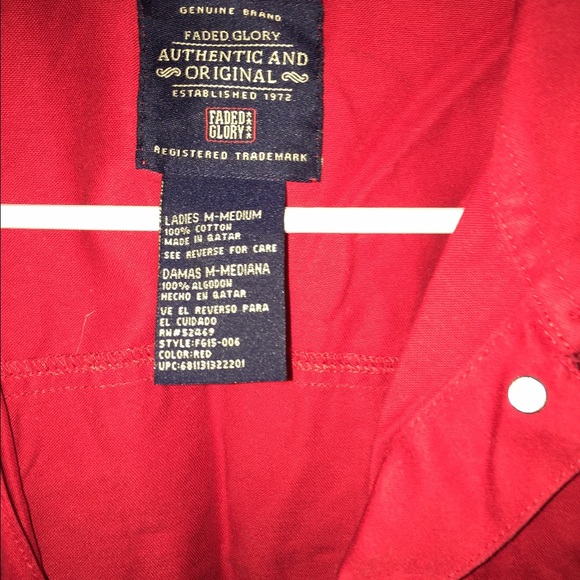 GENUINE BRAND
FADED GLORY
AUTHENTIC AND
ORIGINAL
ESTABLISHED 1972
FADED
GLORY
REGISTERED TRADEMARK
LADIES M-MEDIUM
100% COTTON
MADE IN QATAR
SEE REVERSE FOR CARE
DAMAS M-MEDIANA
100% ALGODON
HECHO EN QATAR
VE EL REVERSO PARA
EL CUIDADO
RN#52469
STYLE:FG15-006
COLOR:RED
UPC:681131322201